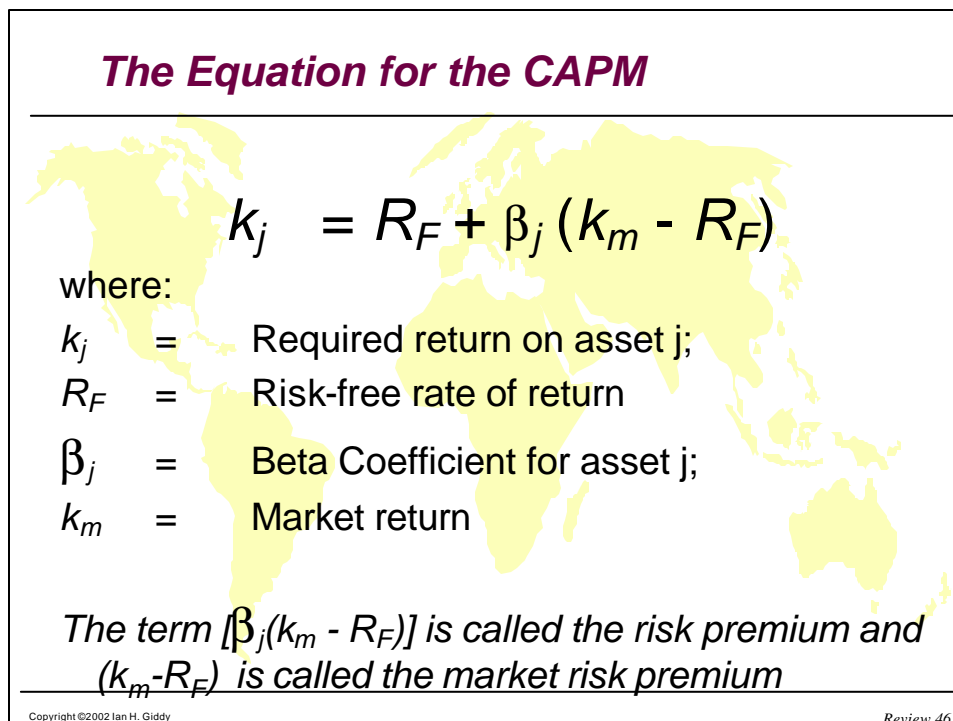 The Equation for the CAPM
kj = RF + βj (km - RF)
where:
kj = Required return on asset j;
RF = Risk-free rate of return
βj = Beta Coefficient for asset j;
km = Market return
The term [βj(km - RF)] is called the risk premium and
(km-RF) is called the market risk premium
Copyright ©2002 Ian H. Giddy
Review 46